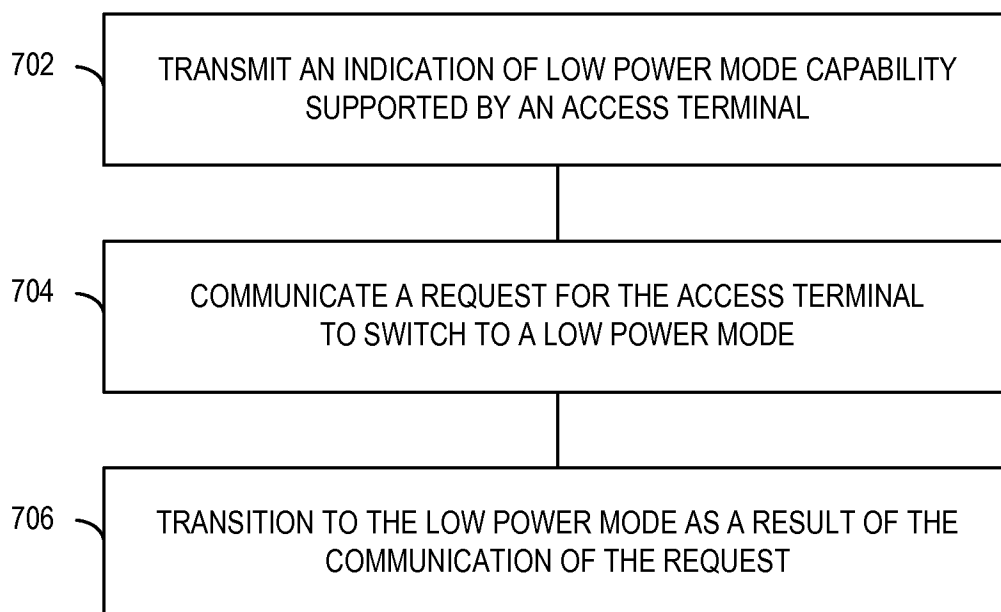 702
TRANSMIT AN INDICATION OF LOW POWER MODE CAPABILITY
SUPPORTED BY AN ACCESS TERMINAL
704
COMMUNICATE A REQUEST FOR THE ACCESS TERMINAL
TO SWITCH TO A LOW POWER MODE
706
TRANSITION TO THE LOW POWER MODE AS A RESULT OF THE
COMMUNICATION OF THE REQUEST